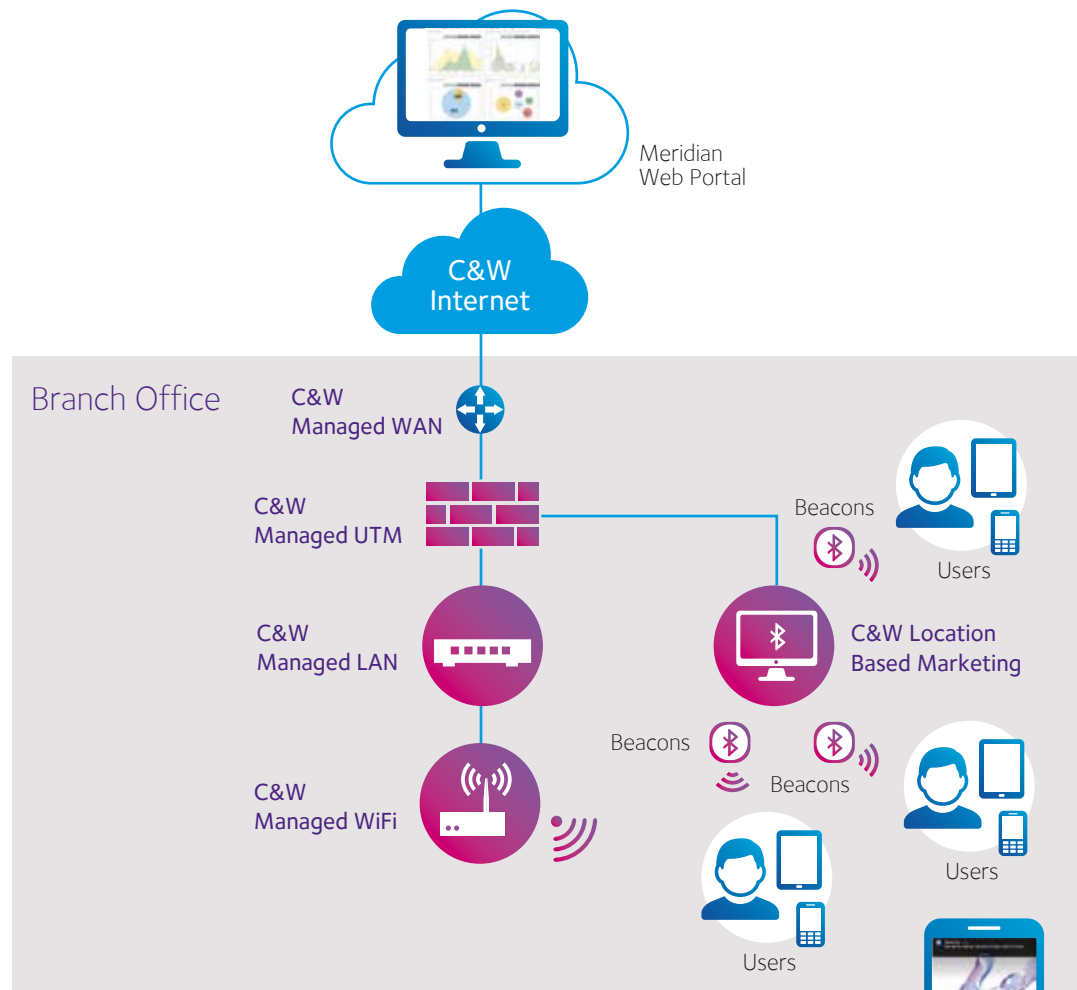 Meridian
Web Portal
C&W
Internet
Branch Office
C&W
Managed WAN
C&W
Managed UTM
Beacons
Users
C&W
Managed LAN
C&W Location
Based Marketing
Beacons
Beacons
C&W
Managed WiFi
Users
Users